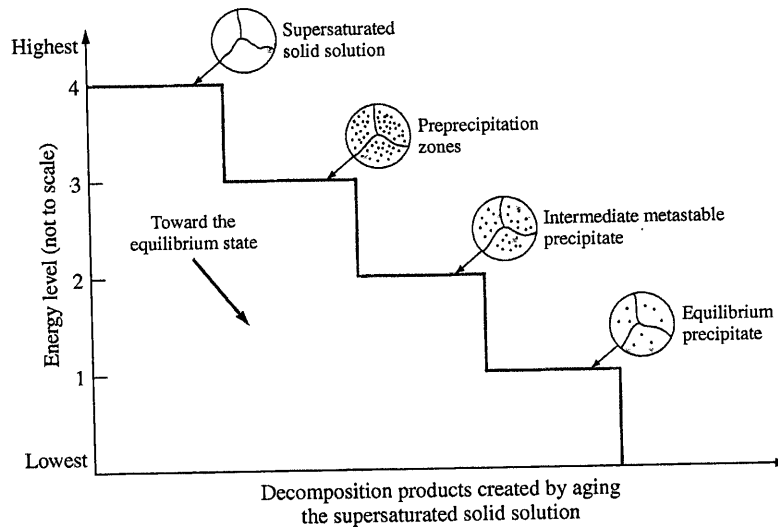 Highest
Supersaturated
solid solution
4
Preprecipitation
zones
3
Toward the
equilibrium state
Intermediate metastable
precipitate
2
Energy level (not to scale)
Equilibrium
precipitate
1
Lowest
Decomposition products created by aging
the supersaturated solid solution